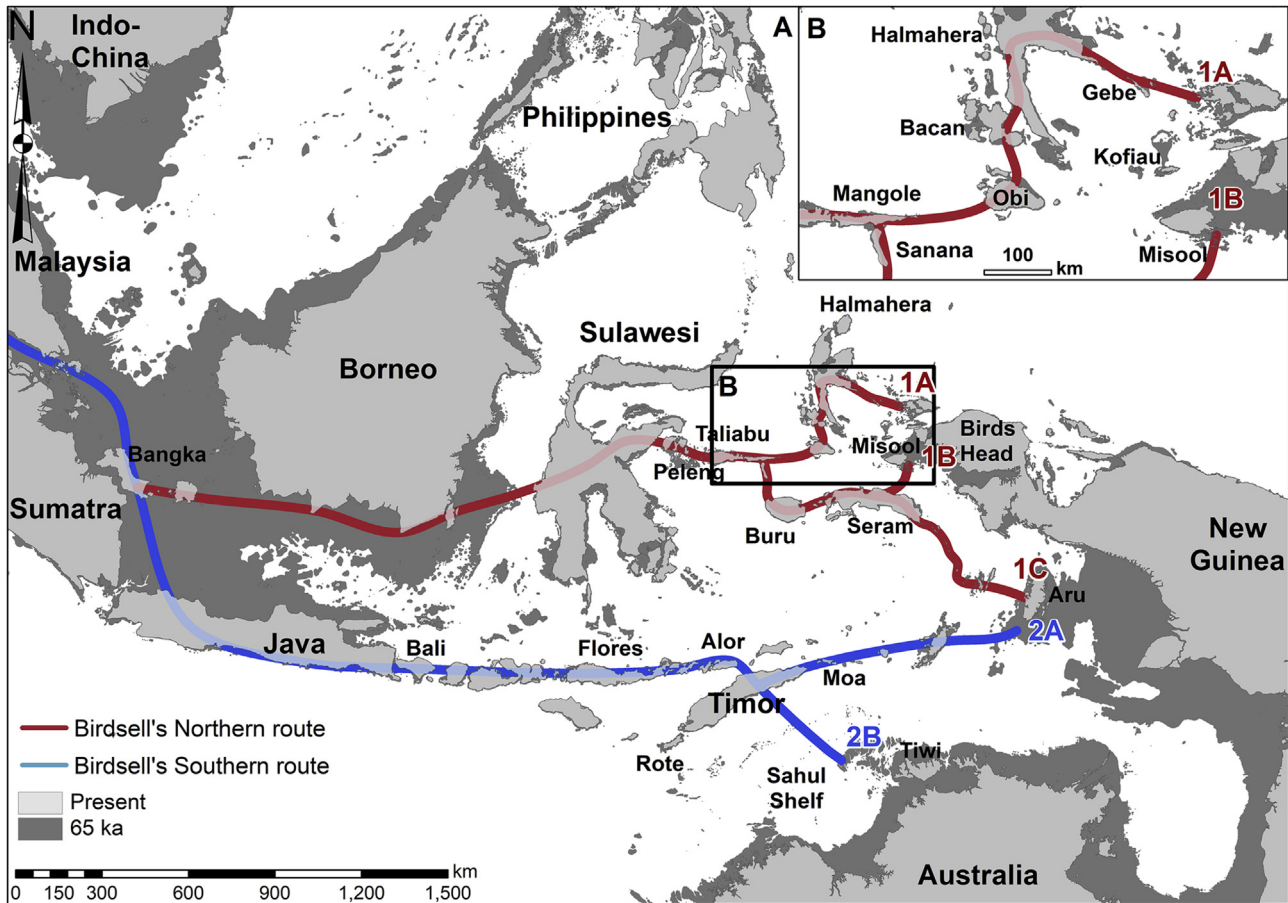 N
Indo-
China
Philippines
A
B
Halmahera
1A
Gebe
Bacan
Kofiau
Mangole
Obi
1B
Sanana
Misool
100
km
Malaysia
Halmahera
Sulawesi
Borneo
B
1A
Taliabu
Misool
Birds
Head
1B
Peleng
Bangka
Sumatra
Buru
Seram
New
Guinea
1C
Aru
2A
Java
Bali
Flores
Alor
Moa
Timor
Birdsell's Northern route
2B
Tiwi
Birdsell's Southern route
Rote
Sahul
Shelf
Present
65 ka
km
0 150 300 600 900 1,200 1,500
Australia